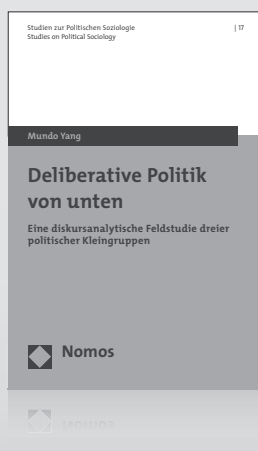 Studien zur Politischen Soziologie | 17
Studies on Political Sociology
Mundo Yang
Deliberative Politik
von unten
Eine diskursanalytische Feldstudie dreier
politischer Kleingruppen
Nomos